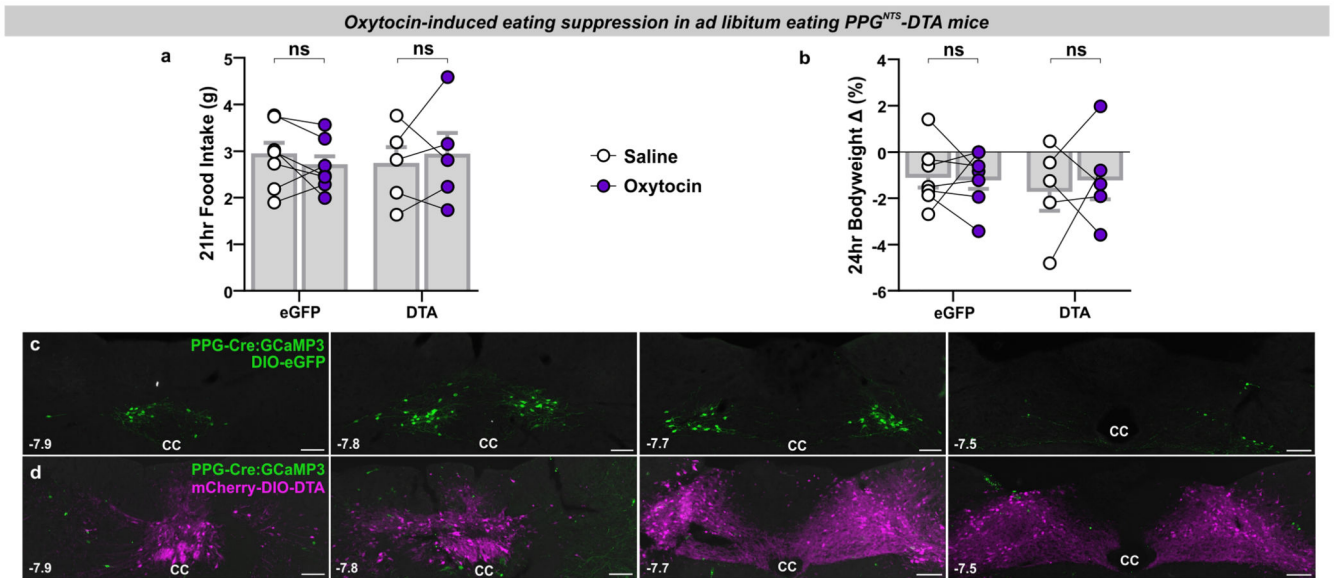 Oxytocin-induced eating suppression in ad libitum eating PPG^NTS-DTA mice
a
21hr Food Intake (g)
5
4
3
2
1
0
ns
ns
eGFP
DTA
Saline
Oxytocin
b
24hr Bodyweight Δ (%)
4
2
0
-2
-4
-6
ns
ns
eGFP
DTA
c
PPG-Cre:GCaMP3
DIO-eGFP
-7.9
CC
-7.8
CC
-7.7
CC
-7.5
CC
d
PPG-Cre:GCaMP3
mCherry-DIO-DTA
-7.9
CC
-7.8
CC
-7.7
CC
-7.5
CC